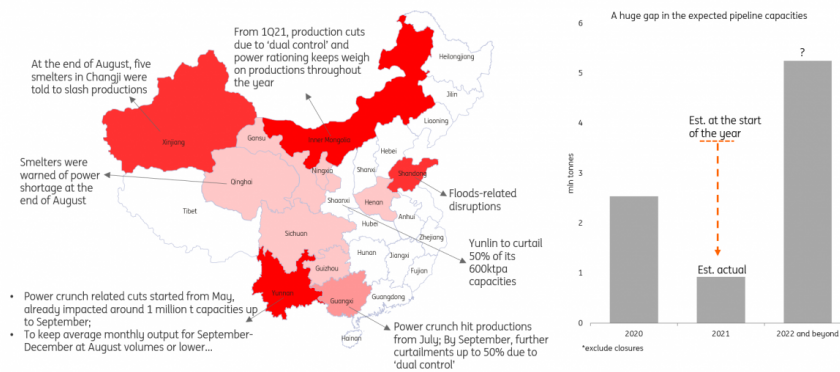 From 1Q21, production cuts
due to ‘dual control’ and
power rationing keeps weigh
on productions throughout
the year
At the end of August, five
smelters in Changji were
told to slash productions
Smelters were
warned of power
shortage at the
end of August
Heilongjiang
Jilin
Liaoning
Xinjiang
Gansu
Inner Mongolia
Hebei
Ningxia
Shanxi
Shandong
Qinghai
Shaanxi
Henan
Tibet
Hubei
Anhui
Sichuan
Zhejiang
Hunan
Jiangxi
Guizhou
Fujian
Yunnan
Guangxi
Guangdong
Hainan
Floods-related
disruptions
Yunlin to curtail
50% of its
600ktpa
capacities
• Power crunch related cuts started from May,
already impacted around 1 million t capacities up
to September;
• To keep average monthly output for September-
December at August volumes or lower...
Power crunch hit productions
from July; By September, further
curtailments up to 50% due to
‘dual control’
A huge gap in the expected pipeline capacities
mln tonnes
6
5
4
3
2
1
0
?
Est. at the start
of the year
Est. actual
2020
2021
2022 and beyond
*exclude closures